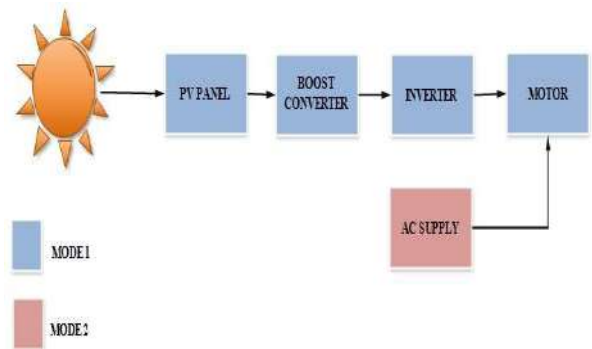 PV PANEL
BOOST
CONVERTER
INVERTER
MOTOR
AC SUPPLY
MODE 1
MODE 2